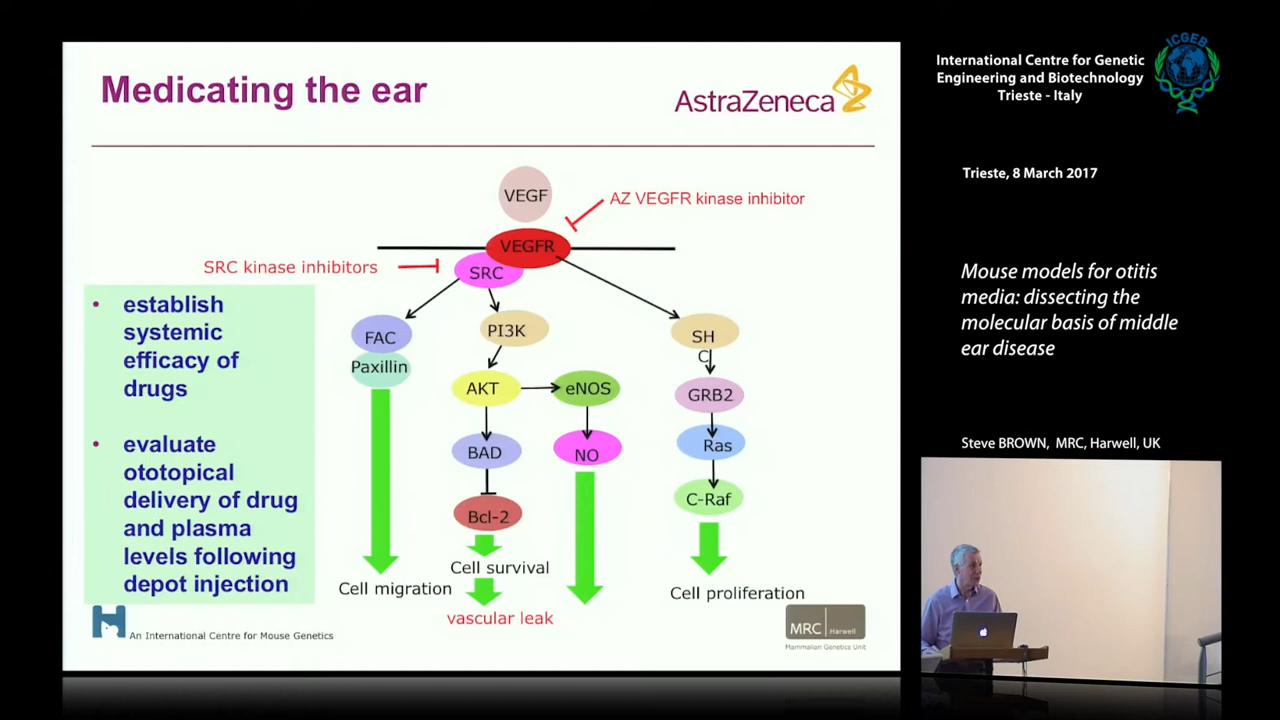 Medicating the ear
AstraZeneca
VEGF
AZ VEGFR kinase inhibitor
VEGFR
SRC kinase inhibitors
SRC
• establish
systemic
efficacy of
drugs
• evaluate
ototopical
delivery of drug
and plasma
levels following
depot injection
FAC
Paxillin
PI3K
SH
C
AKT
eNOS
GRB2
BAD
NO
Ras
Bcl-2
C-Raf
Cell survival
Cell migration
Cell proliferation
vascular leak
H
An International Centre for Mouse Genetics
MRC Harwell
Mammalian Genetics Unit
ICGEB
International Centre for Genetic
Engineering and Biotechnology
Trieste - Italy
Trieste, 8 March 2017
Mouse models for otitis
media: dissecting the
molecular basis of middle
ear disease
Steve BROWN, MRC, Harwell, UK